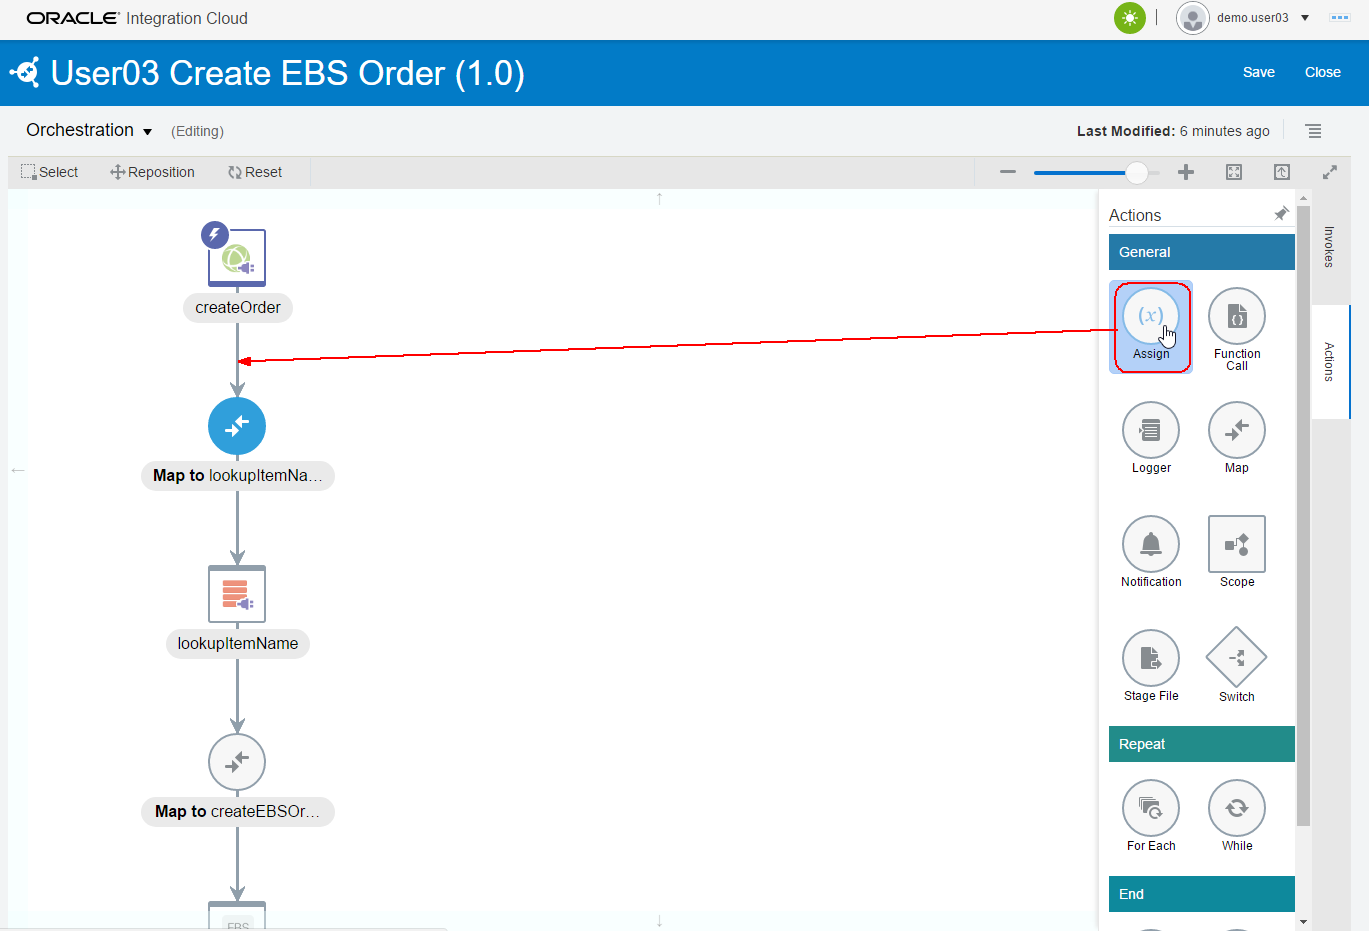 ORACLE Integration Cloud
demo.user03
User03 Create EBS Order (1.0)
Save
Close
Orchestration
(Editing)
Last Modified: 6 minutes ago
Select
Reposition
Reset
createOrder
Map to lookupItemNa...
lookupItemName
Map to createEBSOr...
EBS
Actions
General
(x)
Assign
Function
Call
Logger
Map
Notification
Scope
Stage File
Switch
Repeat
For Each
While
End
Invokes
Actions